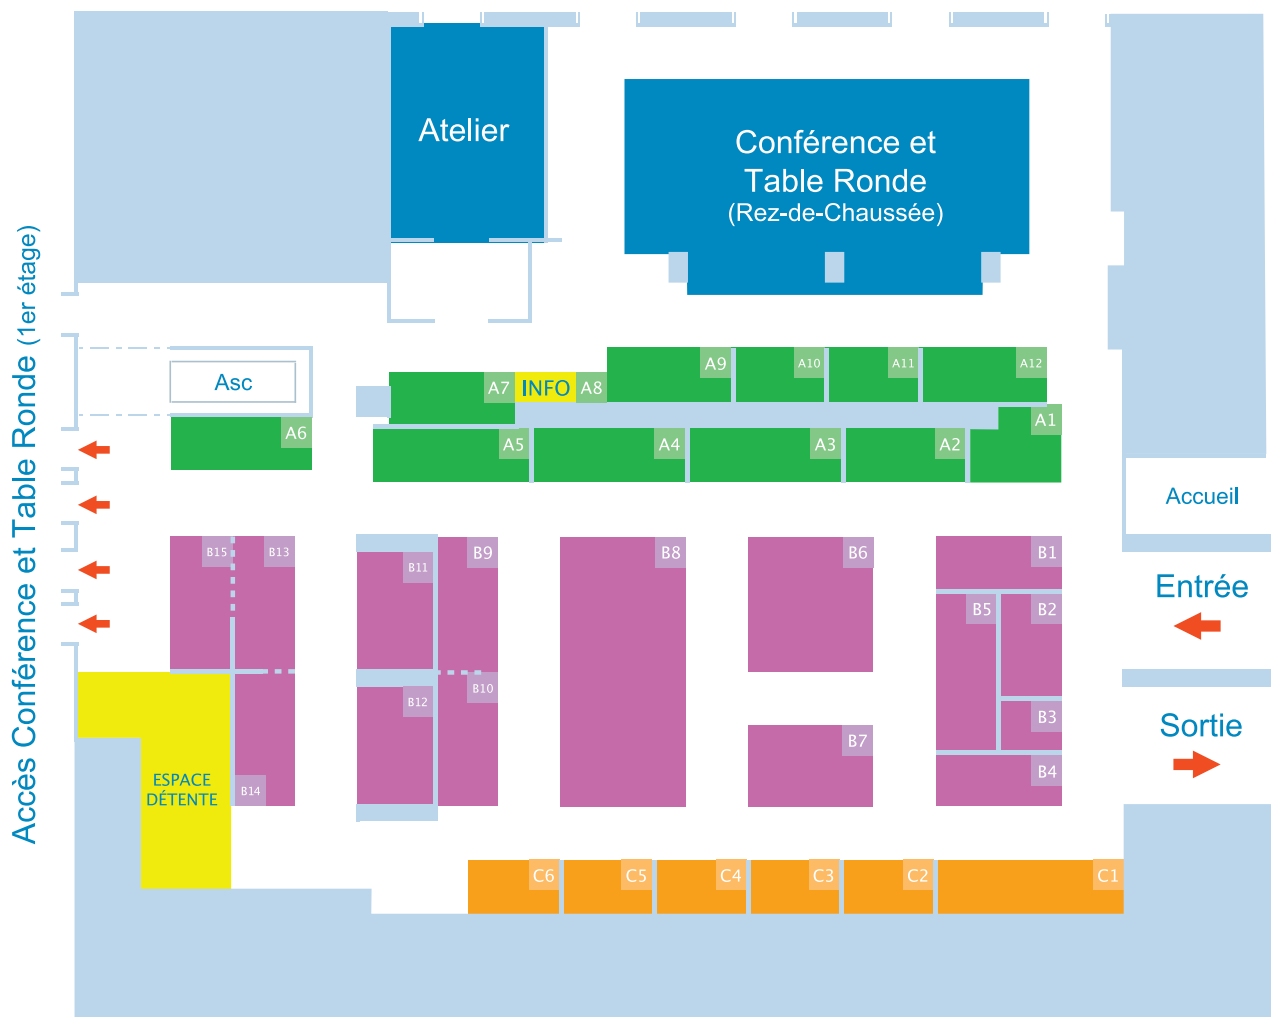 Atelier
Conférence et
Table Ronde
(Rez-de-Chaussée)
Accès Conférence et Table Ronde (1er étage)
Asc
A7
INFO
A8
A9
A10
A11
A12
A6
A5
A4
A3
A2
A1
Accueil
B15
B13
B11
B9
B8
B6
B1
B5
B2
Entrée
B12
B10
B7
B3
B4
Sortie
ESPACE
DÉTENTE
B14
C6
C5
C4
C3
C2
C1